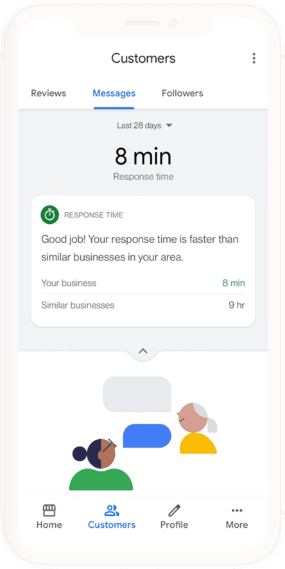 Customers
Reviews Messages Followers
Last 28 days
8 min
Response time
RESPONSE TIME
Good job! Your response time is faster than
similar businesses in your area.
Your business 8 min
Similar businesses 9 hr
Home Customers Profile More